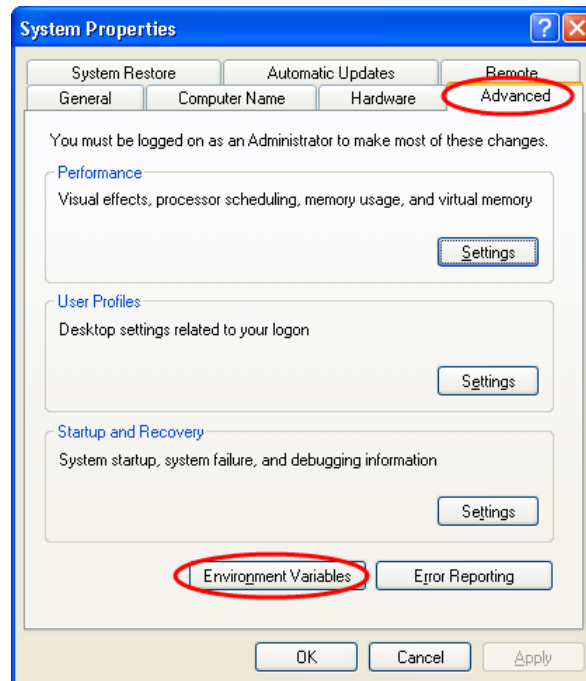 System Properties
System Restore Automatic Updates Remote
General Computer Name Hardware Advanced
You must be logged on as an Administrator to make most of these changes.
Performance
Visual effects, processor scheduling, memory usage, and virtual memory
Settings
User Profiles
Desktop settings related to your logon
Settings
Startup and Recovery
System startup, system failure, and debugging information
Settings
Environment Variables Error Reporting
OK Cancel Apply